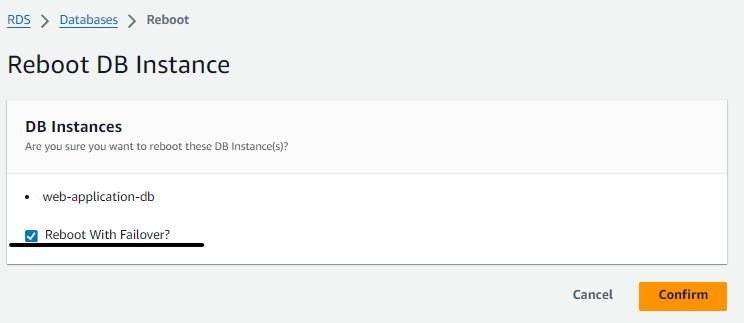 RDS > Databases > Reboot
Reboot DB Instance
DB Instances
Are you sure you want to reboot these DB Instance(s)?
• web-application-db
Reboot With Failover?
Cancel Confirm